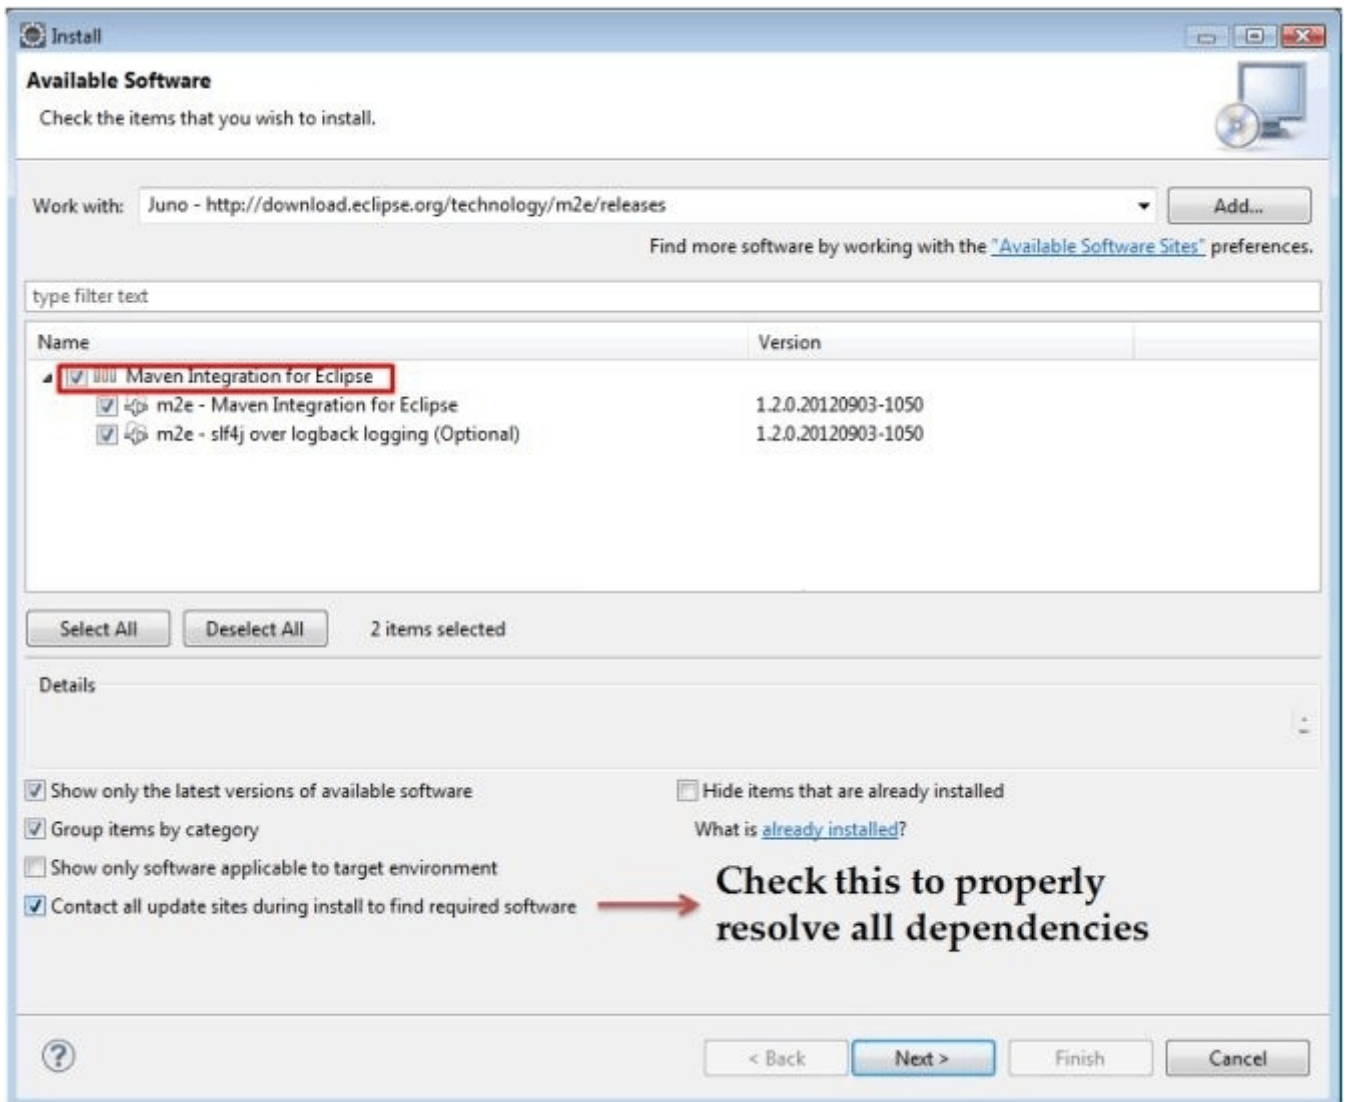 Install
Available Software
Check the items that you wish to install.
Work with: Juno - http://download.eclipse.org/technology/m2e/releases Add...
Find more software by working with the "Available Software Sites" preferences.
type filter text
Name Version
Maven Integration for Eclipse
m2e - Maven Integration for Eclipse 1.2.0.20120903-1050
m2e - slf4j over logback logging (Optional) 1.2.0.20120903-1050
Select All Deselect All 2 items selected
Details
Show only the latest versions of available software Hide items that are already installed
Group items by category What is already installed?
Show only software applicable to target environment
Contact all update sites during install to find required software
Check this to properly
resolve all dependencies
? < Back Next > Finish Cancel